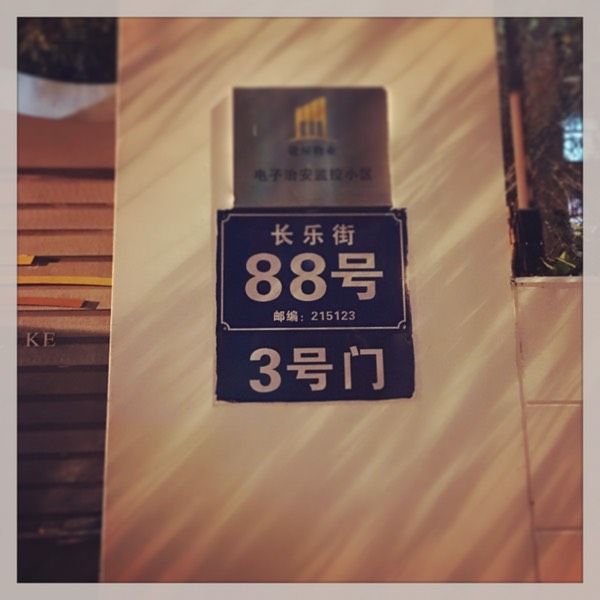 电子治安监控小区
长乐街
88号
邮编：215123
3号门
KE